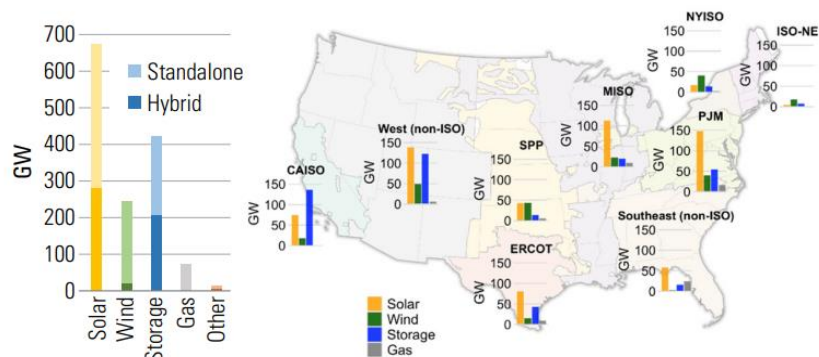 700
600
500
400
300
200
100
0
GW
Standalone
Hybrid
Solar
Wind
Storage
Gas
Other
NYISO
150
100
50
0
GW
ISO-NE
150
100
50
0
GW
MISO
150
100
50
0
GW
PJM
150
100
50
0
GW
West (non-ISO)
150
100
50
0
GW
SPP
150
100
50
0
GW
CAISO
150
100
50
0
GW
Southeast (non-ISO)
150
100
50
0
GW
ERCOT
150
100
50
0
GW
Solar
Wind
Storage
Gas